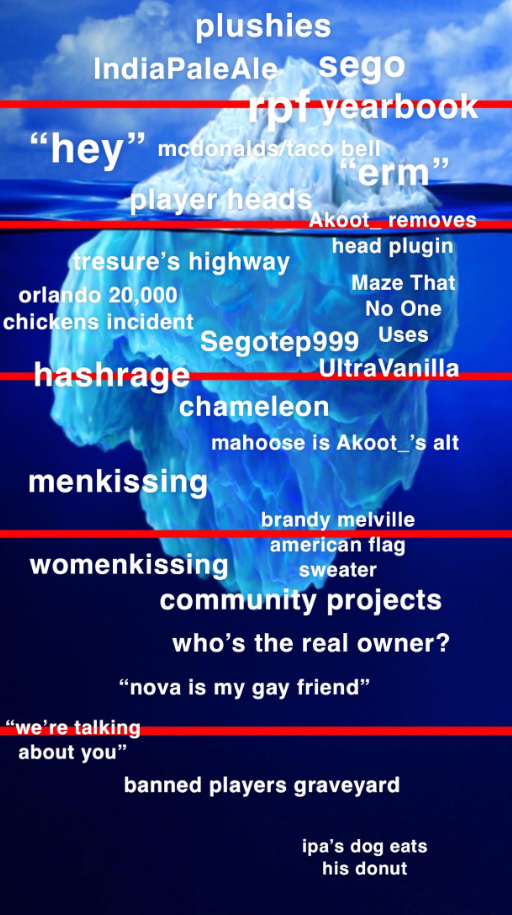 plushies
IndiaPaleAle
sego
rpf
yearbook
“hey”
mcdonalds/taco bell
“erm”
player heads
Akoot_ removes
head plugin
tresure’s highway
Maze That
No One
Uses
orlando 20,000
chickens incident
Segotep999
hashrage
UltraVanilla
chameleon
mahoose is Akoot_’s alt
menkissing
brandy melville
american flag
sweater
womenkissing
community projects
who’s the real owner?
“nova is my gay friend”
“we’re talking
about you”
banned players graveyard
ipa’s dog eats
his donut